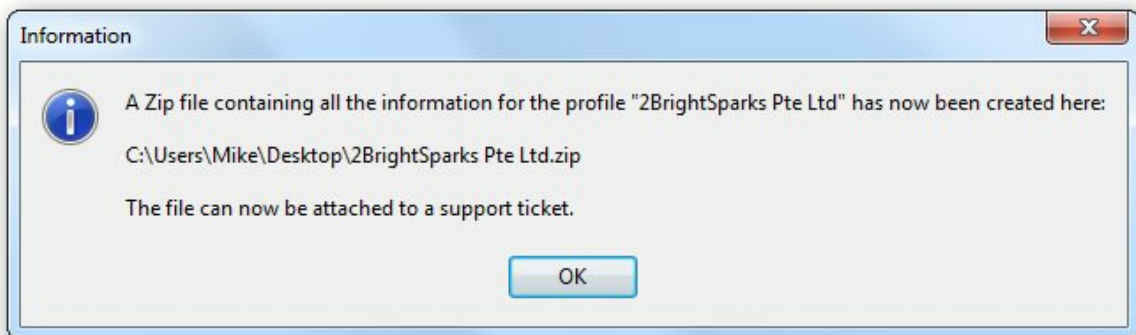 Information
A Zip file containing all the information for the profile "2BrightSparks Pte Ltd" has now been created here:
C:\Users\Mike\Desktop\2BrightSparks Pte Ltd.zip
The file can now be attached to a support ticket.
OK